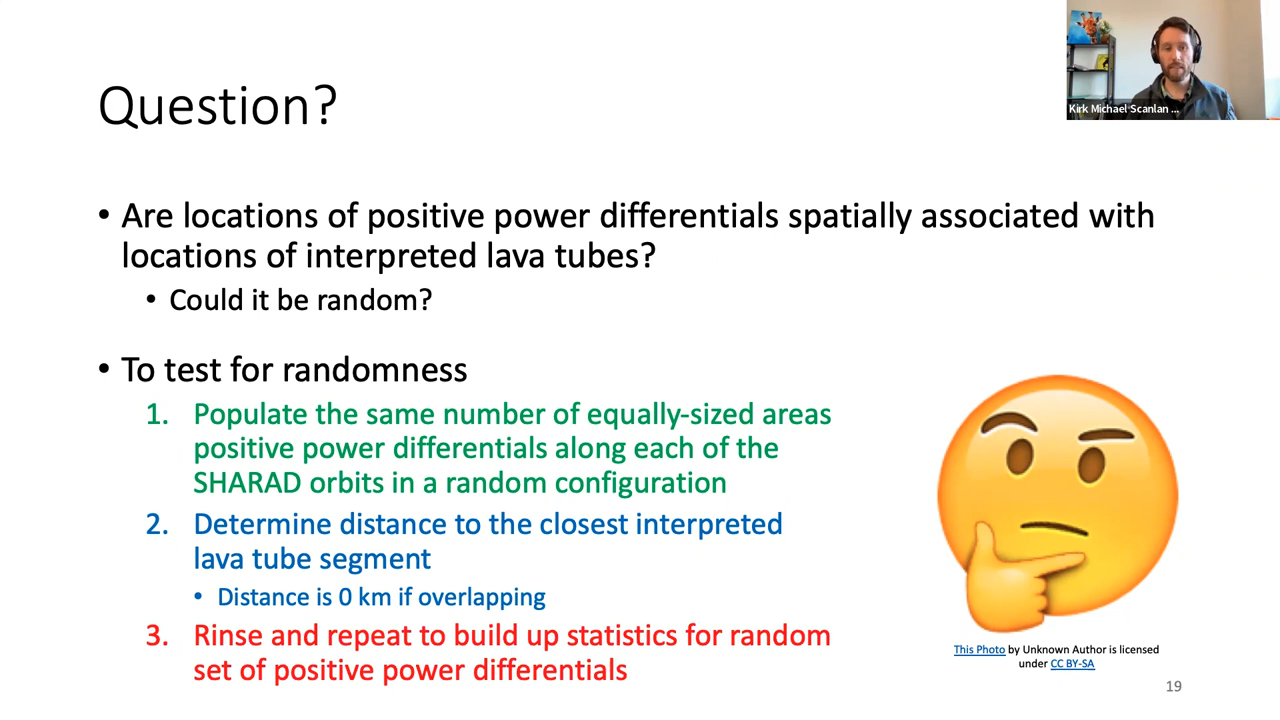 Kirk Michael Scanlan ...
Question?
• Are locations of positive power differentials spatially associated with
locations of interpreted lava tubes?
• Could it be random?
• To test for randomness
1. Populate the same number of equally-sized areas
positive power differentials along each of the
SHARAD orbits in a random configuration
2. Determine distance to the closest interpreted
lava tube segment
• Distance is 0 km if overlapping
3. Rinse and repeat to build up statistics for random
set of positive power differentials
This Photo by Unknown Author is licensed
under CC BY-SA
19